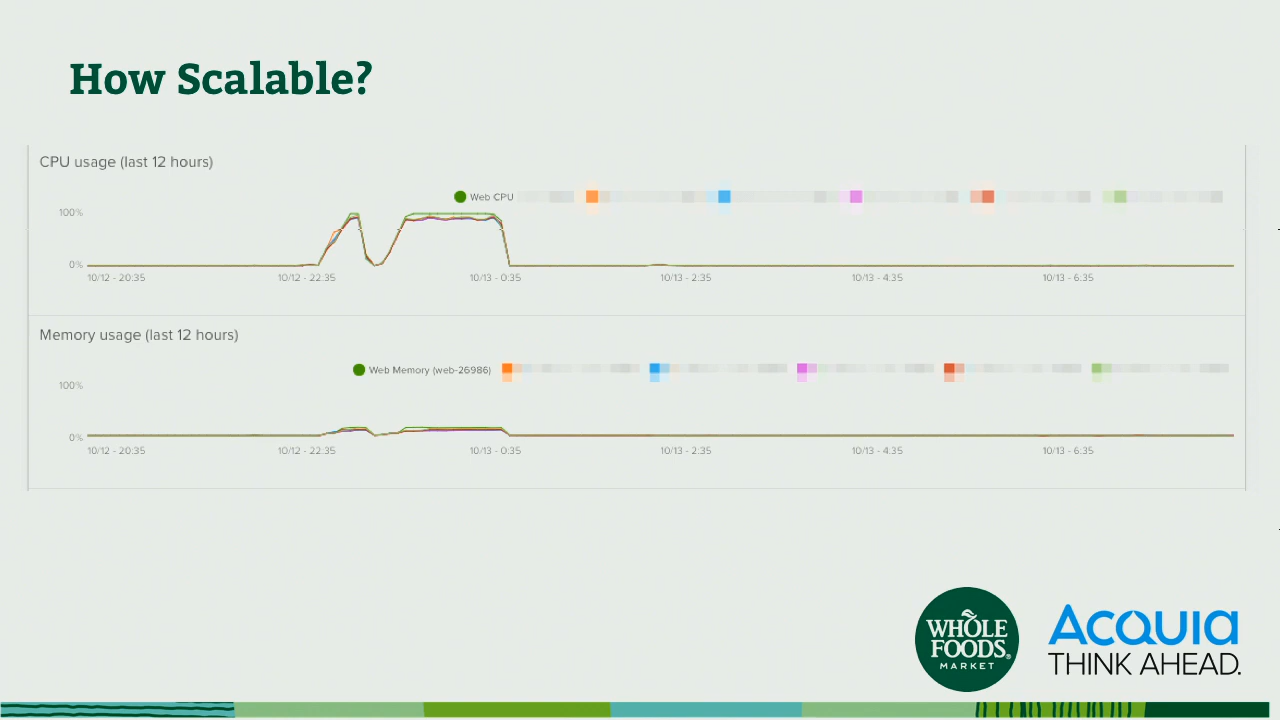 How Scalable?
CPU usage (last 12 hours)
Web CPU
100%
0%
10/12 - 20:35 10/12 - 22:35 10/13 - 0:35 10/13 - 2:35 10/13 - 4:35 10/13 - 6:35
Memory usage (last 12 hours)
Web Memory (web-26986)
100%
0%
10/12 - 20:35 10/12 - 22:35 10/13 - 0:35 10/13 - 2:35 10/13 - 4:35 10/13 - 6:35
WHOLE
FOODS®
MARKET
ACQUIA
THINK AHEAD.